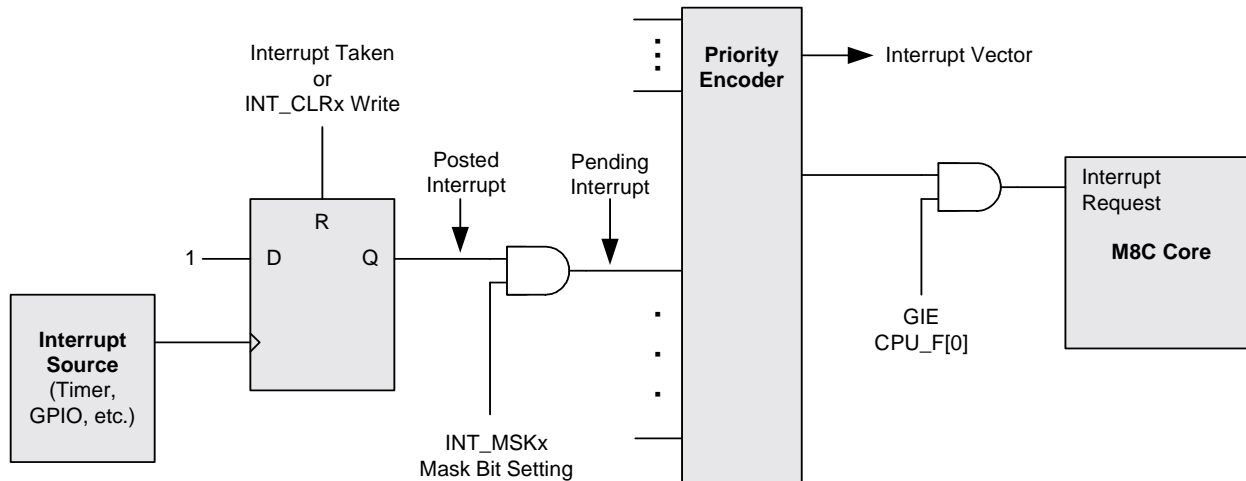 Interrupt Taken
or
INT_CLRx Write
Priority
Encoder
Interrupt Vector
Posted
Interrupt
Pending
Interrupt
Interrupt
Request
M8C Core
R
1
D
Q
GIE
CPU_F[0]
Interrupt
Source
(Timer,
GPIO, etc.)
INT_MSKx
Mask Bit Setting